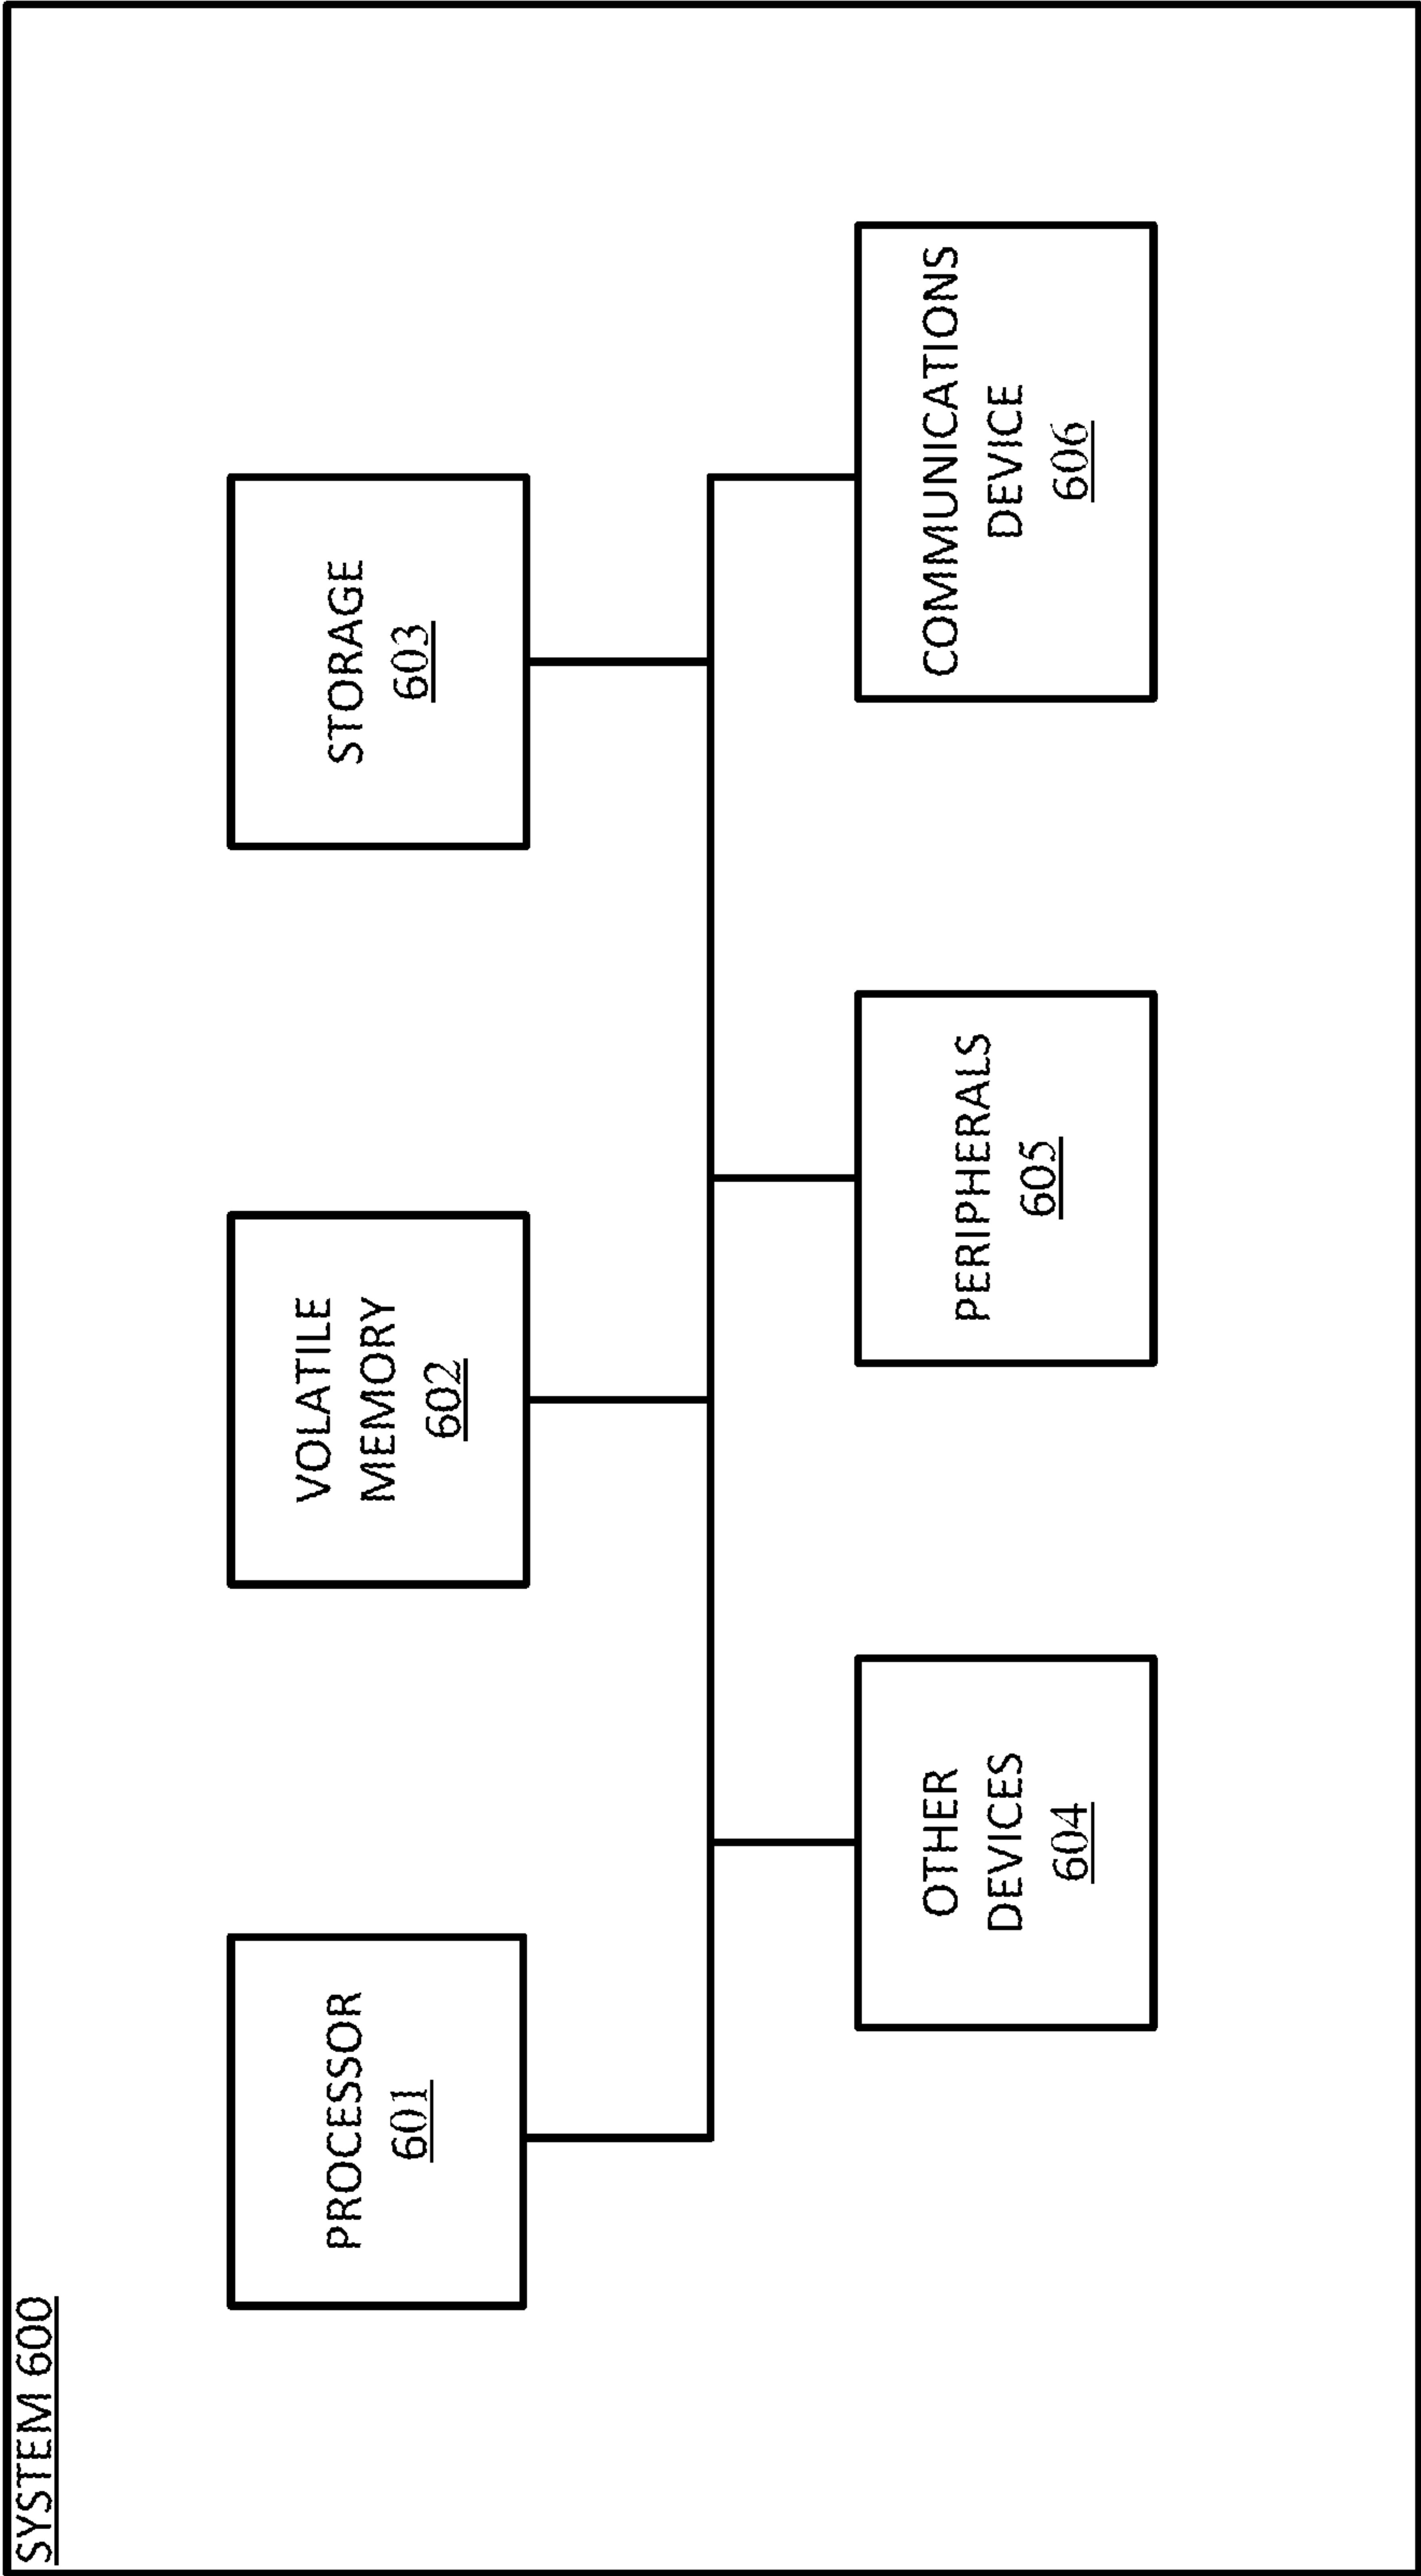 SYSTEM 600
PROCESSOR
601
VOLATILE
MEMORY
602
STORAGE
603
OTHER
DEVICES
604
PERIPHERALS
605
COMMUNICATIONS
DEVICE
606